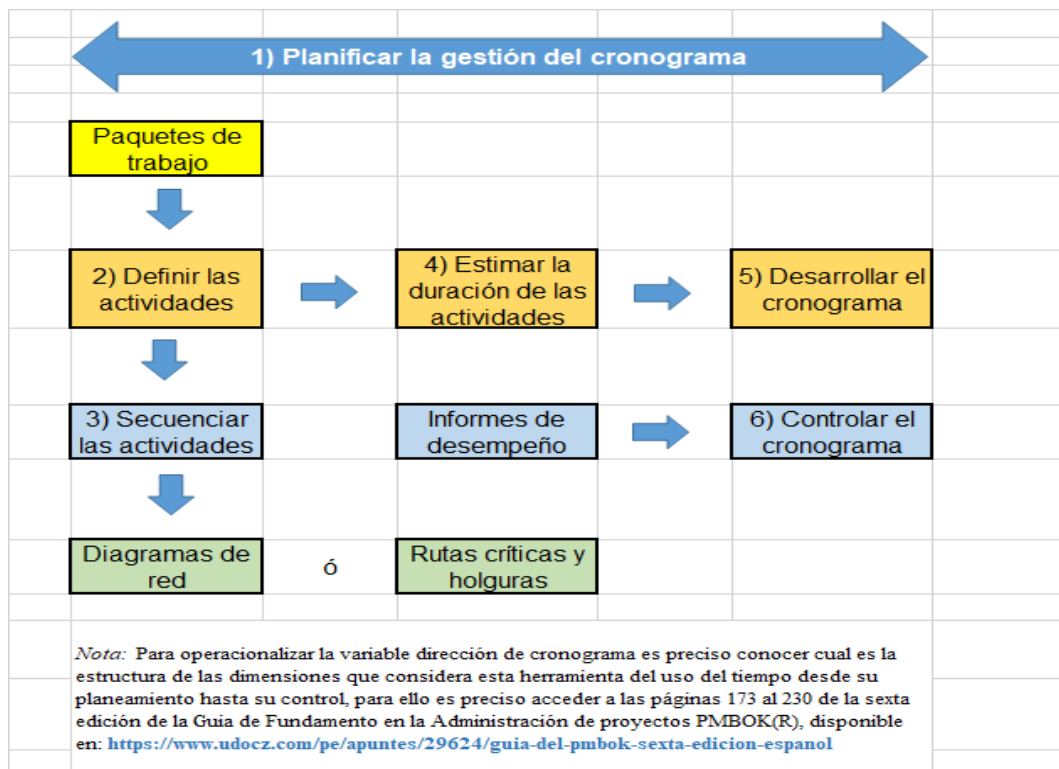 1) Planificar la gestión del cronograma
Paquetes de
trabajo
2) Definir las
actividades
4) Estimar la
duración de las
actividades
5) Desarrollar el
cronograma
3) Secuenciar
las actividades
Informes de
desempeño
6) Controlar el
cronograma
Diagramas de
red
ó
Rutas críticas y
holguras
Nota: Para operacionalizar la variable dirección de cronograma es preciso conocer cual es la
estructura de las dimensiones que considera esta herramienta del uso del tiempo desde su
planeamiento hasta su control, para ello es preciso acceder a las páginas 173 al 230 de la sexta
edición de la Guia de Fundamento en la Administración de proyectos PMBOK(R), disponible
en: https://www.udocz.com/pe/apuntes/29624/guia-del-pmbok-sexta-edicion-espanol